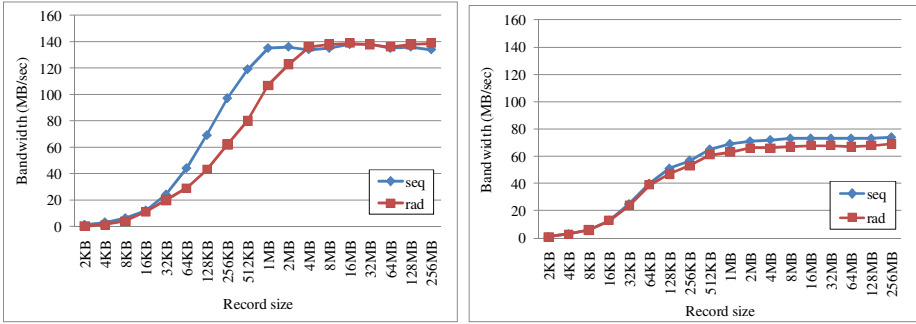 160
140
120
100
80
60
40
20
0
Bandwidth (MB/sec)
seq
rad
2KB
4KB
8KB
16KB
32KB
64KB
128KB
256KB
512KB
1MB
2MB
4MB
8MB
16MB
32MB
64MB
128MB
256MB
Record size
160
140
120
100
80
60
40
20
0
Bandwidth (MB/sec)
seq
rad
2KB
4KB
8KB
16KB
32KB
64KB
128KB
256KB
512KB
1MB
2MB
4MB
8MB
16MB
32MB
64MB
128MB
256MB
Record size